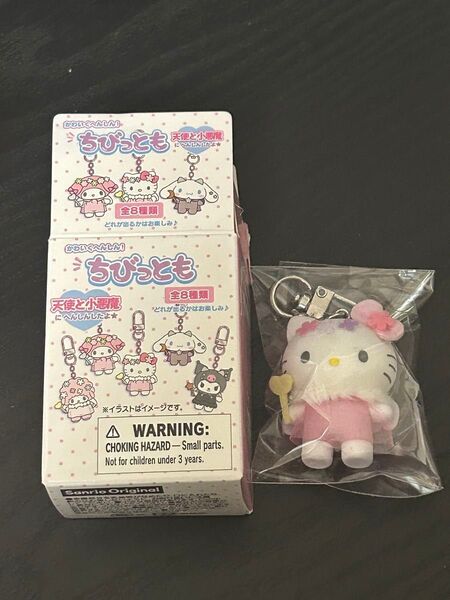 かわいくへんしん!
ちびっとも
天使と小悪魔
にへんしんしたよ★
全8種類
どれが出るかはお楽しみ♪
かわいくへんしん!
ちびっとも
天使と小悪魔
にへんしんしたよ★
全8種類
どれが出るかはお楽しみ♪
※イラストはイメージです。
WARNING:
CHOKING HAZARD — Small parts.
Not for children under 3 years.
Sanrio Original